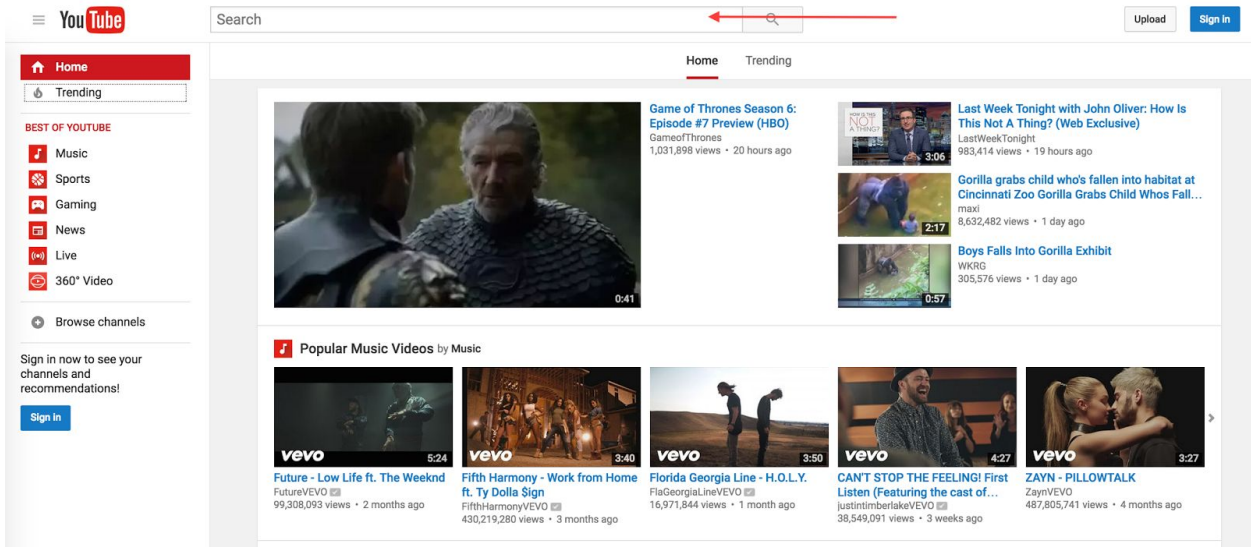 YouTube
Search
Upload
Sign in
Home
Trending
Home
Trending
BEST OF YOUTUBE
Music
Sports
Gaming
News
Live
360° Video
Browse channels
Sign in now to see your
channels and
recommendations!
Sign in
0:41
Game of Thrones Season 6:
Episode #7 Preview (HBO)
GameofThrones
1,031,898 views • 20 hours ago
HOW IS THIS
NOT
A THING?
3:06
Last Week Tonight with John Oliver: How Is
This Not A Thing? (Web Exclusive)
LastWeekTonight
983,414 views • 19 hours ago
2:17
Gorilla grabs child who's fallen into habitat at
Cincinnati Zoo Gorilla Grabs Child Whos Fall...
maxi
8,632,482 views • 1 day ago
0:57
Boys Falls Into Gorilla Exhibit
WKRG
305,576 views • 1 day ago
Popular Music Videos by Music
vevo
5:24
Future - Low Life ft. The Weeknd
FutureVEVO
99,308,093 views • 2 months ago
vevo
3:40
Fifth Harmony - Work from Home
ft. Ty Dolla $ign
FifthHarmonyVEVO
430,219,280 views • 3 months ago
vevo
3:50
Florida Georgia Line - H.O.L.Y.
FlaGeorgiaLineVEVO
16,971,844 views • 1 month ago
vevo
4:27
CAN'T STOP THE FEELING! First
Listen (Featuring the cast of...
justintimberlakeVEVO
38,549,091 views • 3 weeks ago
vevo
3:27
ZAYN - PILLOWTALK
ZaynVEVO
487,805,741 views • 4 months ago